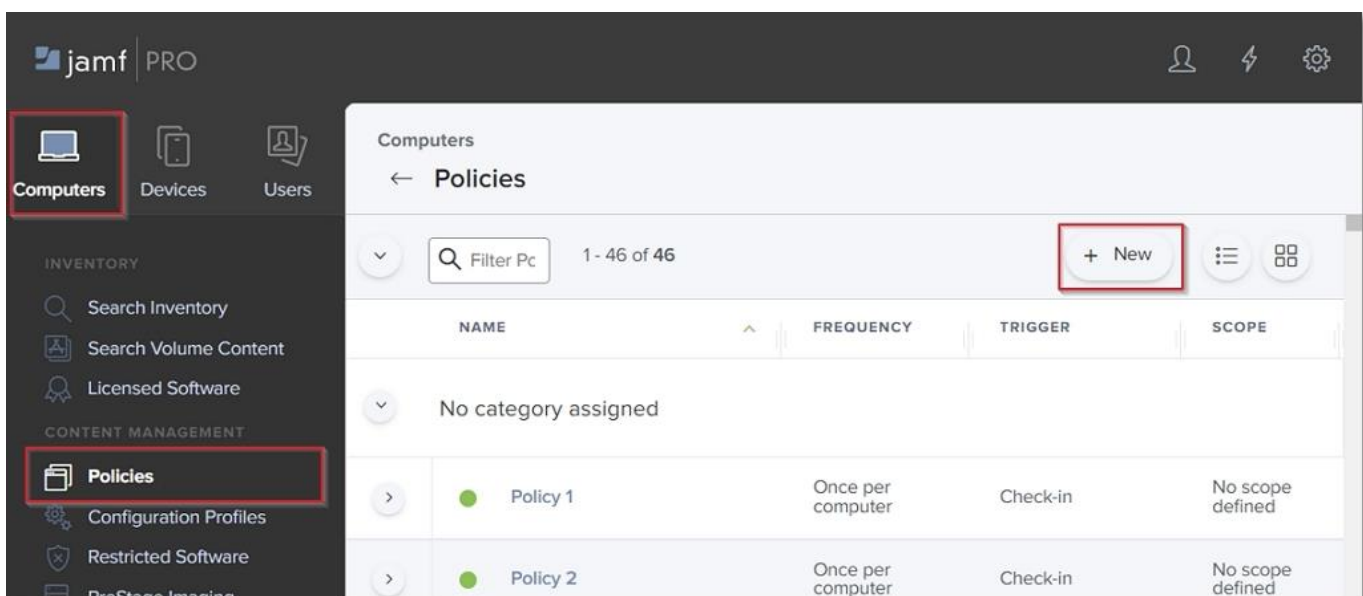 jamf PRO
Computers Devices Users
INVENTORY
Search Inventory
Search Volume Content
Licensed Software
CONTENT MANAGEMENT
Policies
Configuration Profiles
Restricted Software
PreStage Imaging
Computers
← Policies
Filter Pc 1 - 46 of 46 + New
NAME FREQUENCY TRIGGER SCOPE
No category assigned
Policy 1 Once per computer Check-in No scope defined
Policy 2 Once per computer Check-in No scope defined